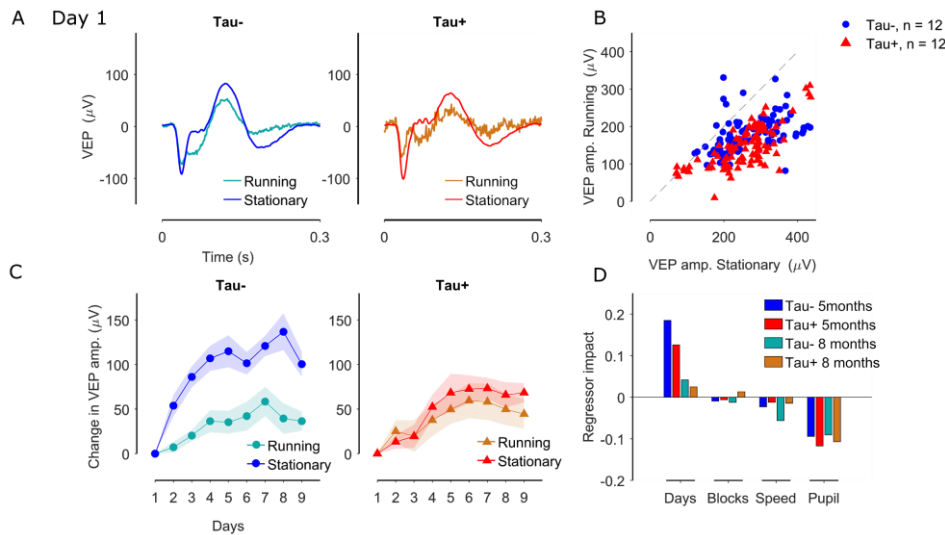 A Day 1
Tau-
Tau+
VEP (μV)
100
0
-100
Running
Stationary
Running
Stationary
0
0.3
0
0.3
Time (s)
B
Tau-, n = 12
Tau+, n = 12
VEP amp. Running (μV)
400
300
200
100
0
0
200
400
VEP amp. Stationary (μV)
C
Tau-
Tau+
Change in VEP amp. (μV)
150
100
50
0
150
100
50
0
Running
Stationary
Running
Stationary
1 2 3 4 5 6 7 8 9
1 2 3 4 5 6 7 8 9
Days
D
Tau- 5months
Tau+ 5months
Tau- 8 months
Tau+ 8 months
Regressor impact
0.2
0.1
0
-0.1
-0.2
Days Blocks Speed Pupil